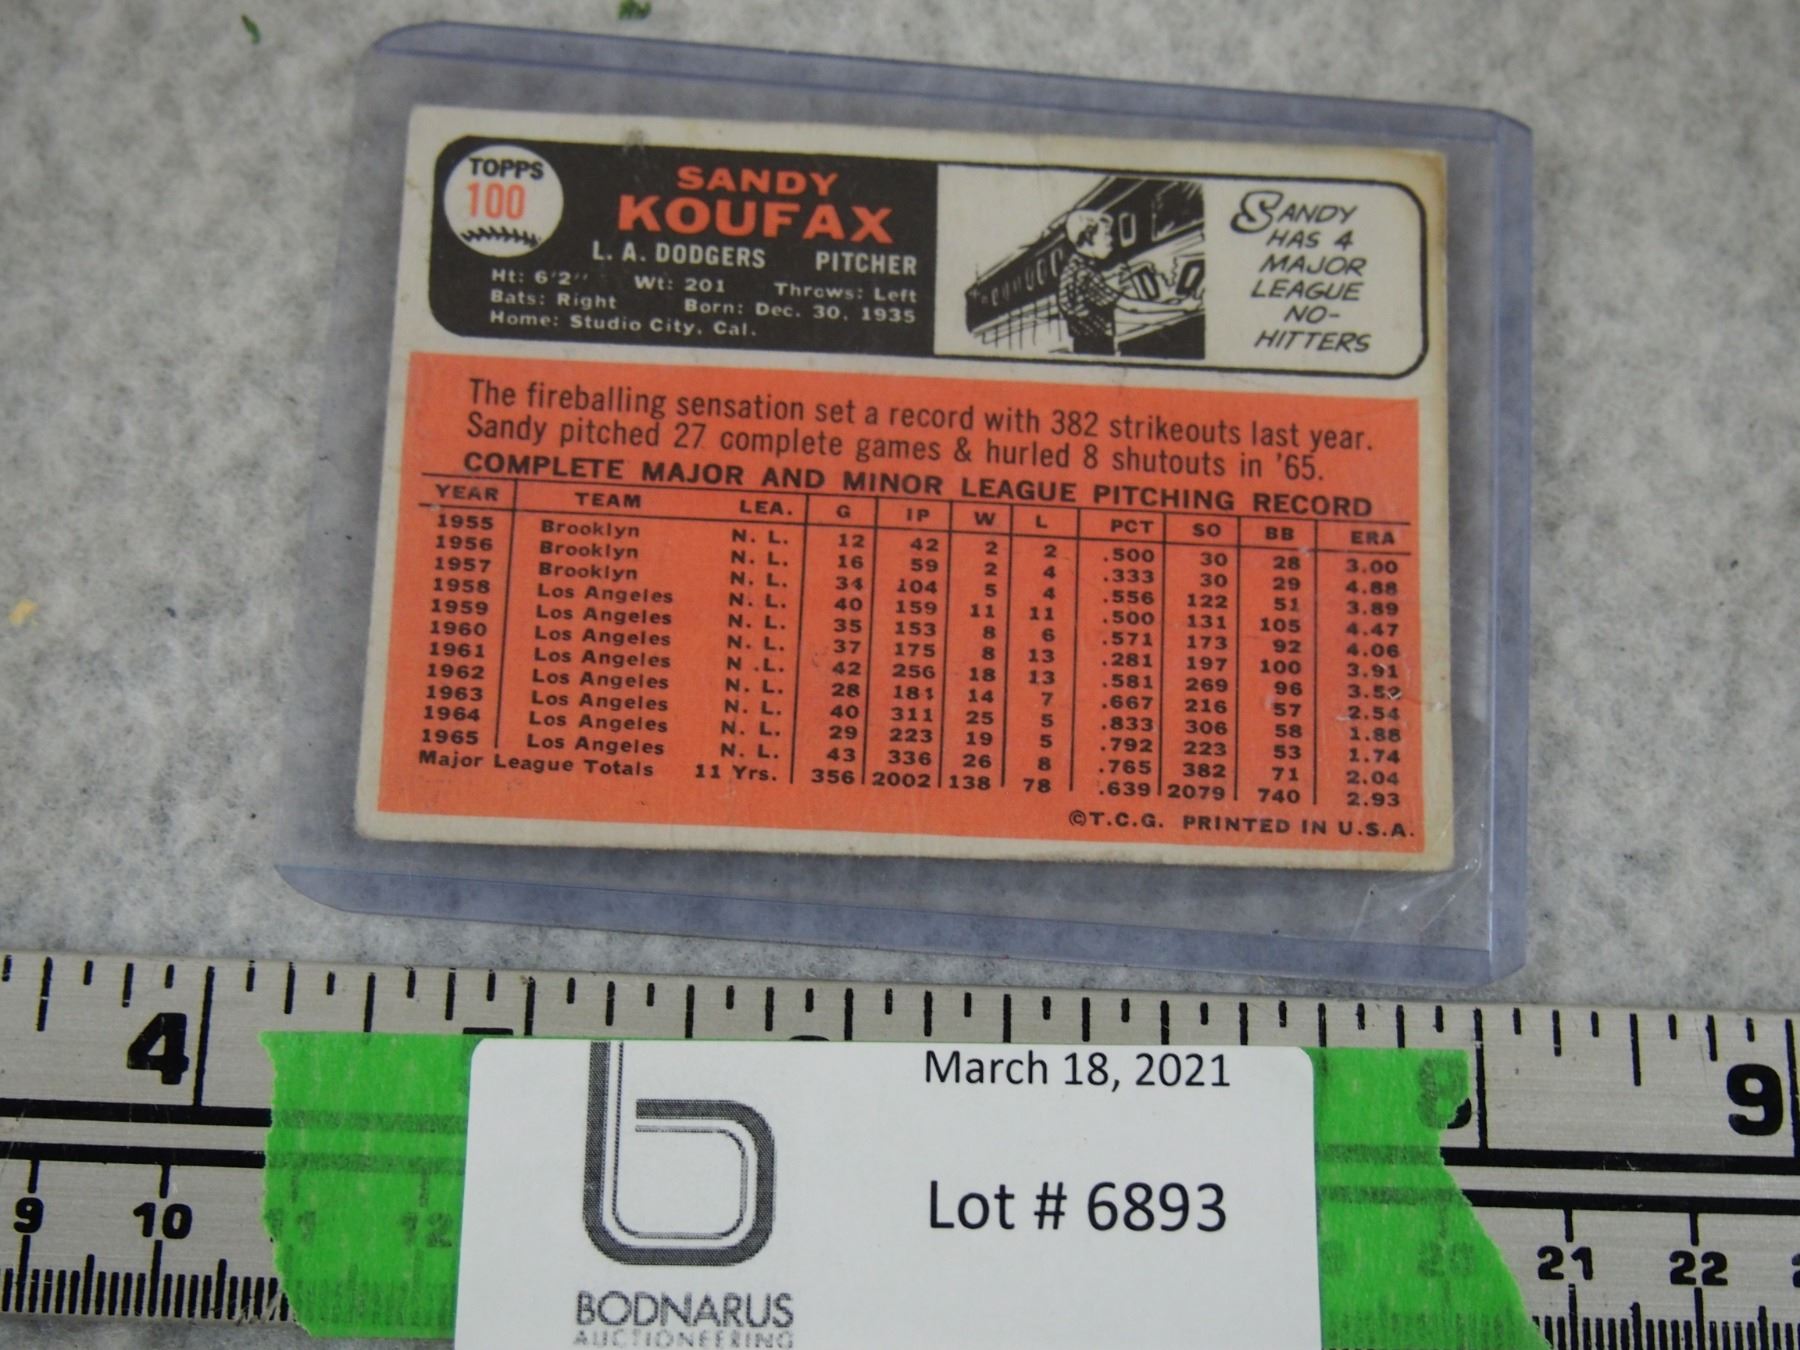 TOPPS
100
SANDY
KOUFAX
L. A. DODGERS PITCHER
Ht: 6'2" Wt: 201 Throws: Left
Bats: Right Born: Dec. 30, 1935
Home: Studio City, Cal.
SANDY
HAS 4
MAJOR
LEAGUE
NO-
HITTERS
The fireballing sensation set a record with 382 strikeouts last year.
Sandy pitched 27 complete games & hurled 8 shutouts in '65.
COMPLETE MAJOR AND MINOR LEAGUE PITCHING RECORD
YEAR TEAM LEA. G IP W L PCT SO BB ERA
1955 Brooklyn N. L. 12 42 2 2 .500 30 28 3.00
1956 Brooklyn N. L. 16 59 2 4 .333 30 29 4.88
1957 Brooklyn N. L. 34 104 5 4 .556 122 51 3.89
1958 Los Angeles N. L. 40 159 11 11 .500 131 105 4.47
1959 Los Angeles N. L. 35 153 8 6 .571 173 92 4.06
1960 Los Angeles N. L. 37 175 8 13 .281 197 100 3.91
1961 Los Angeles N .L. 42 256 18 13 .581 269 96 3.52
1962 Los Angeles N. L. 28 181 14 7 .667 216 57 2.54
1963 Los Angeles N. L. 40 311 25 5 .833 306 58 1.88
1964 Los Angeles N. L. 29 223 19 5 .792 223 53 1.74
1965 Los Angeles N. L. 43 336 26 8 .765 382 71 2.04
Major League Totals 11 Yrs. 356 2002 138 78 .639 2079 740 2.93
©T.C.G. PRINTED IN U.S.A.
4 9
9 10 11 12 21 22
March 18, 2021
Lot # 6893
BODNARUS
AUCTIONEERING